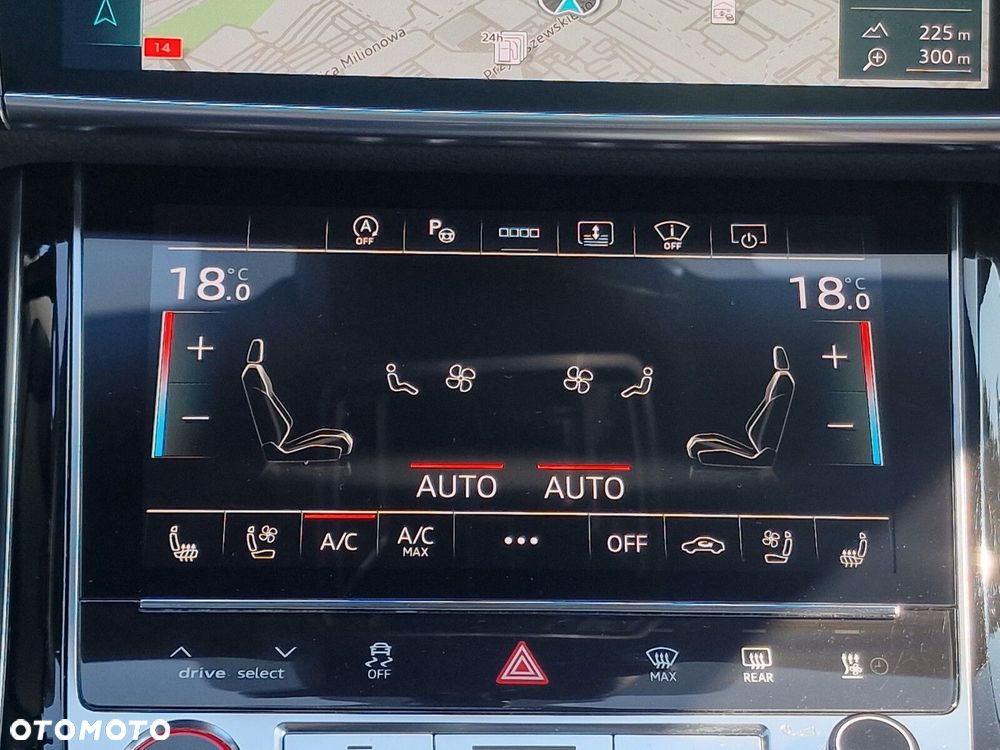 14
ica Milionowa
24h
225 m
300 m
A
OFF
P
i
OFF
18.0 °C
18.0 °C
+
+
−
−
AUTO AUTO
A/C
A/C
MAX
•••
OFF
drive select
OFF
MAX
REAR
OTOMOTO